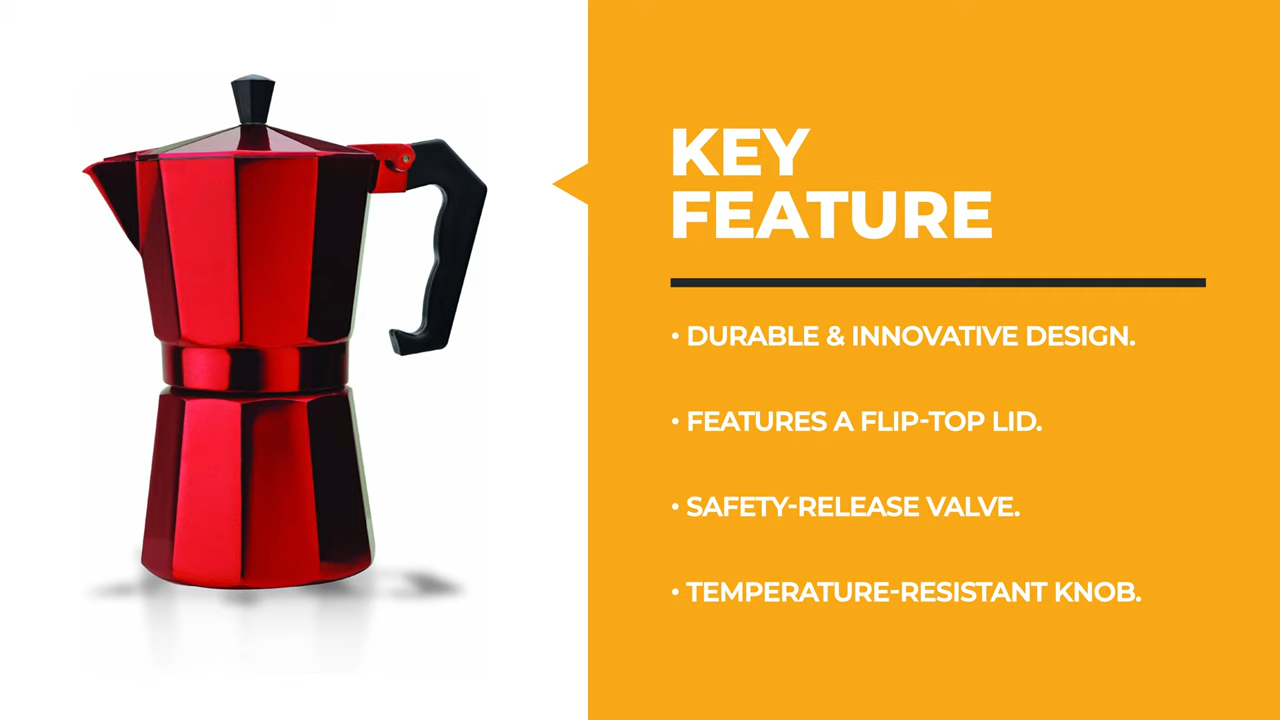 KEY
FEATURE
• DURABLE & INNOVATIVE DESIGN.
• FEATURES A FLIP-TOP LID.
• SAFETY-RELEASE VALVE.
• TEMPERATURE-RESISTANT KNOB.